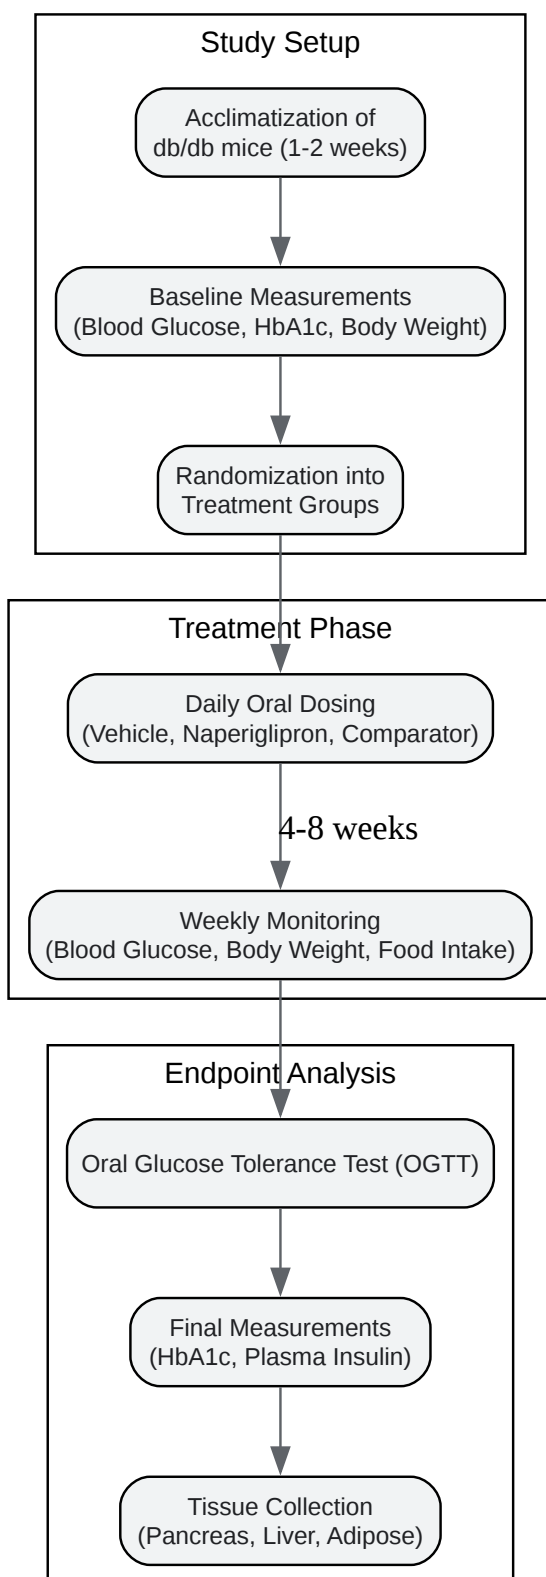 Study Setup
Acclimatization of
db/db mice (1-2 weeks)
Baseline Measurements
(Blood Glucose, HbA1c, Body Weight)
Randomization into
Treatment Groups
Treatment Phase
Daily Oral Dosing
(Vehicle, Naperiglipron, Comparator)
4-8 weeks
Weekly Monitoring
(Blood Glucose, Body Weight, Food Intake)
Endpoint Analysis
Oral Glucose Tolerance Test (OGTT)
Final Measurements
(HbA1c, Plasma Insulin)
Tissue Collection
(Pancreas, Liver, Adipose)